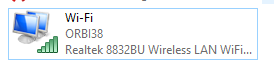 Wi-Fi
ORBI38
Realtek 8832BU Wireless LAN WiFi...